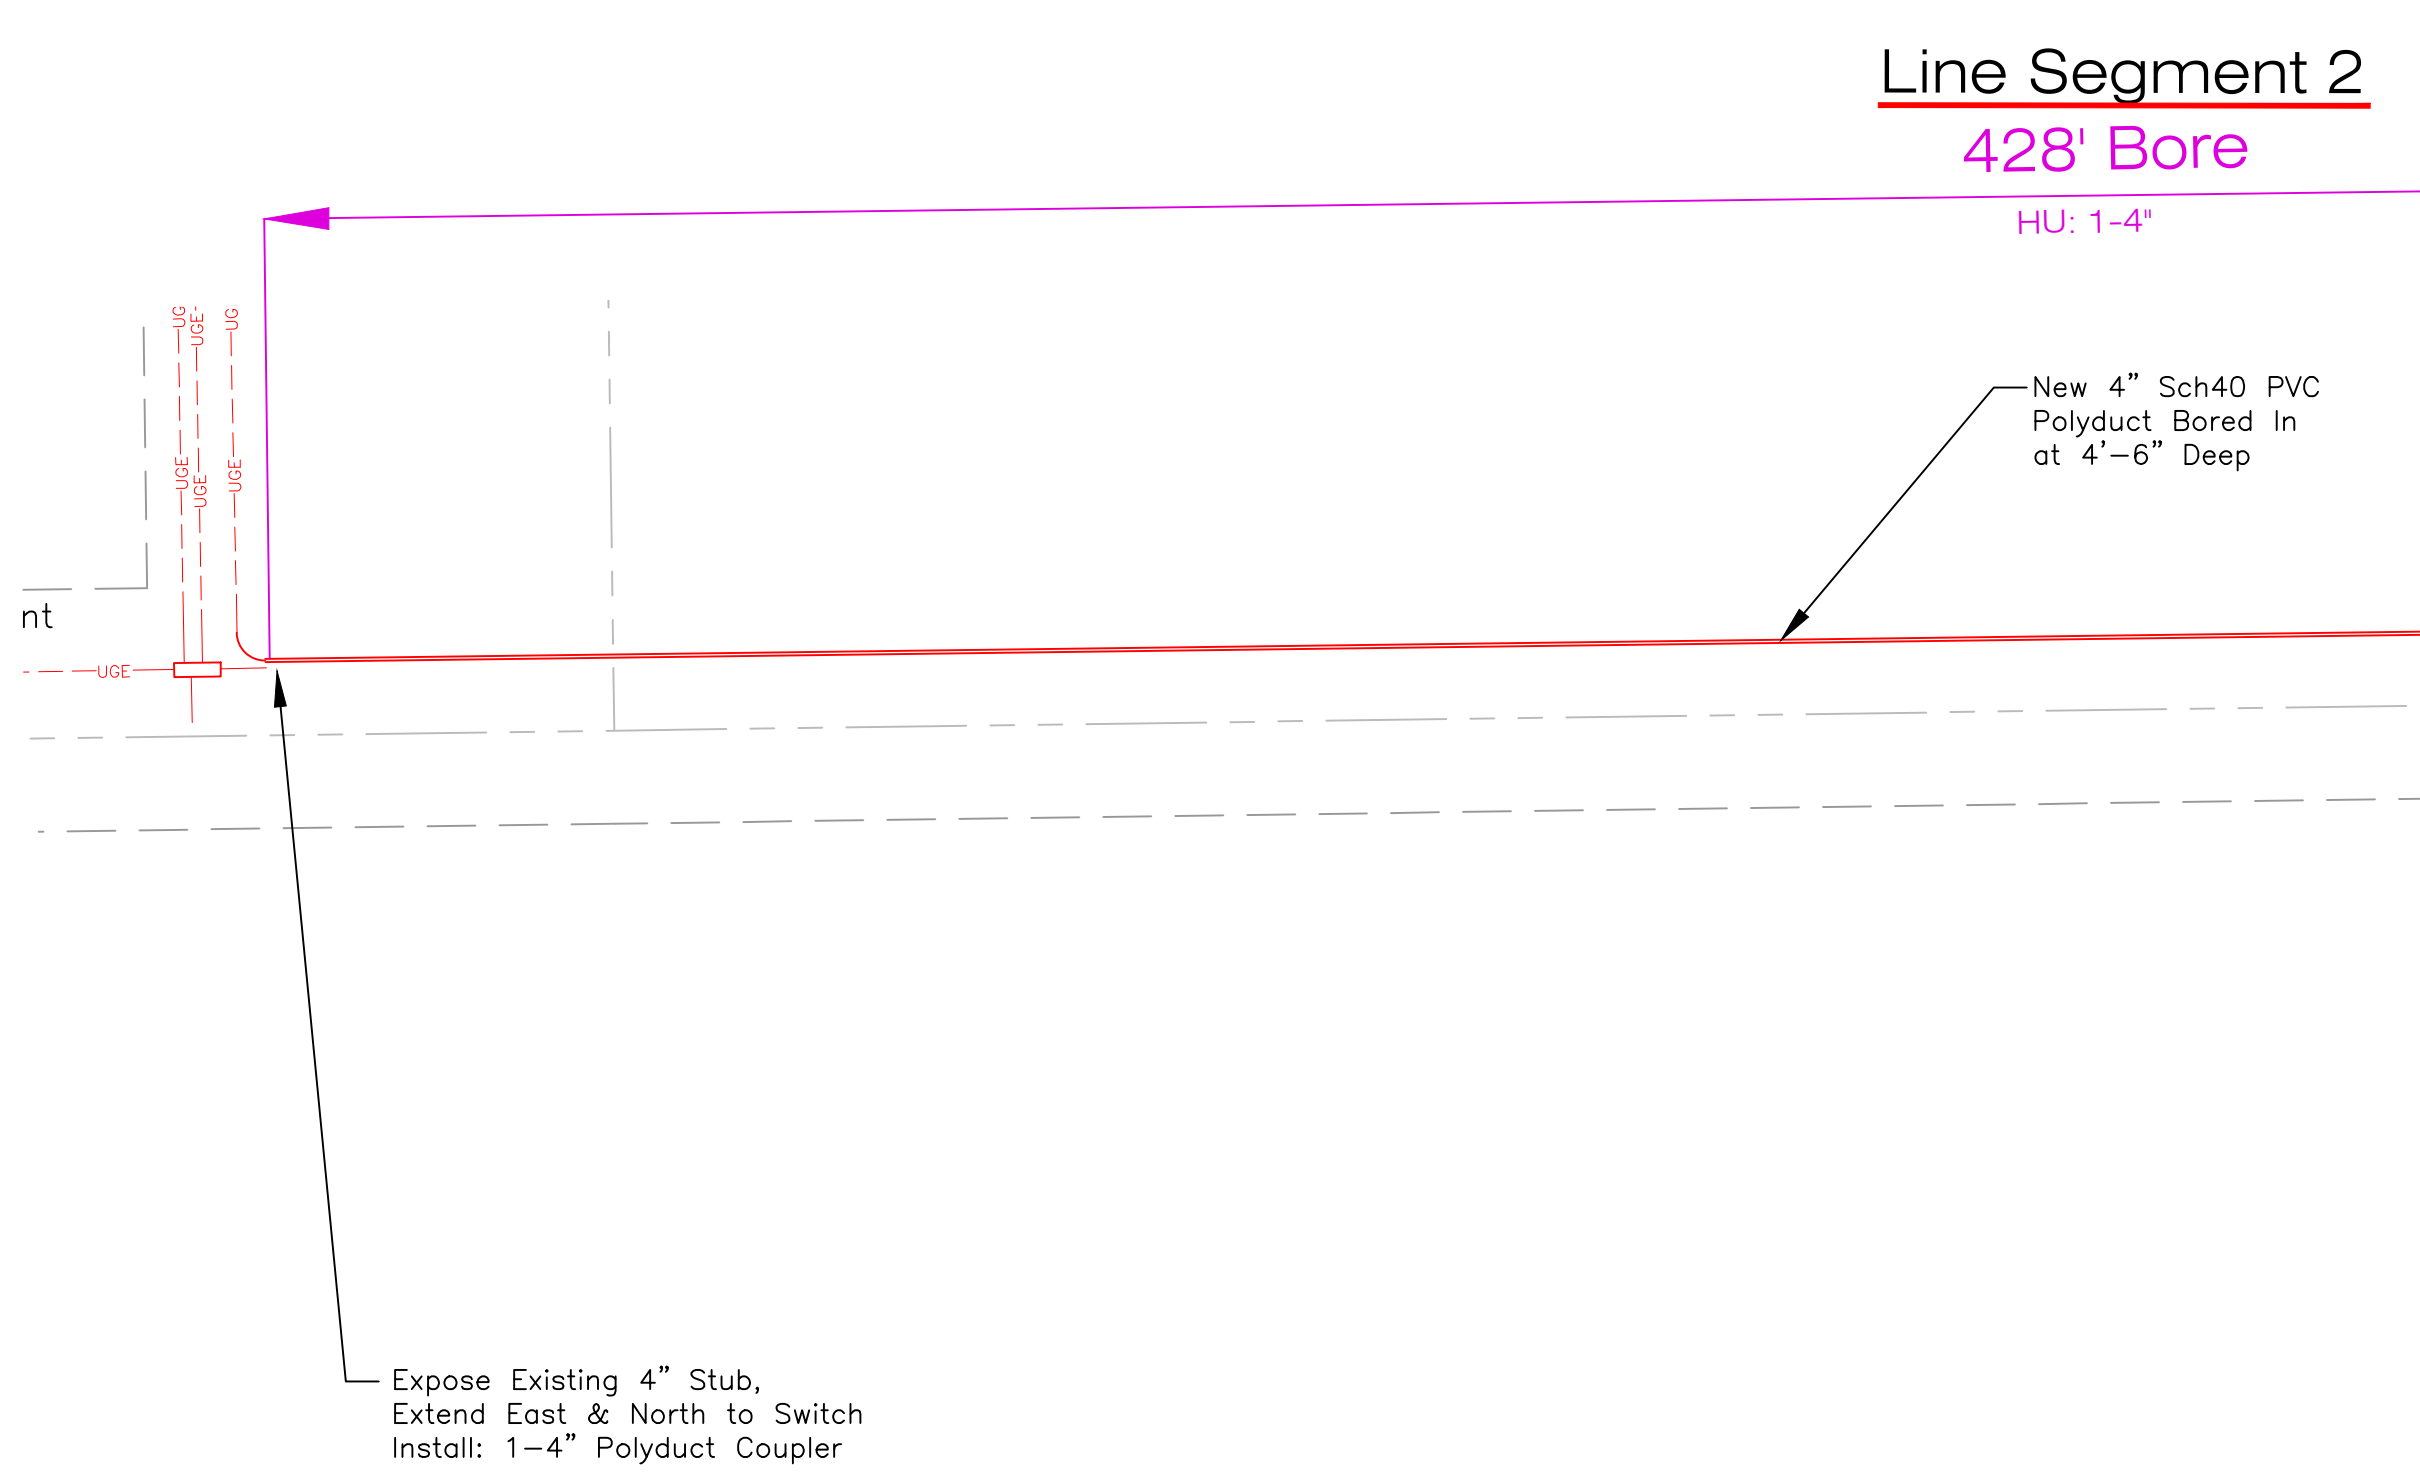 Line Segment 2
428' Bore
HU: 1-4"
UG
UGE
UG
New 4” Sch40 PVC
Polyduct Bored In
at 4’-6” Deep
UGE
UGE
UGE
nt
UGE
Expose Existing 4” Stub,
Extend East & North to Switch
Install: 1-4” Polyduct Coupler